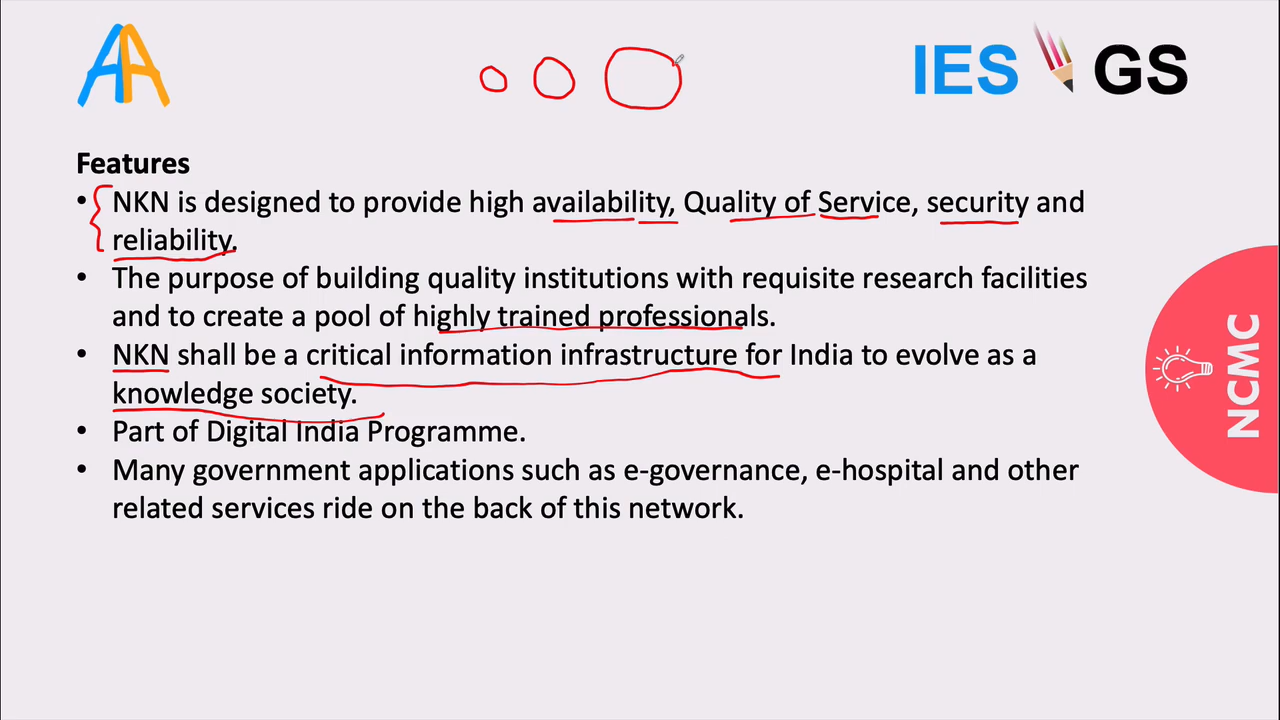 IES GS
Features
• NKN is designed to provide high availability, Quality of Service, security and
reliability.
• The purpose of building quality institutions with requisite research facilities
and to create a pool of highly trained professionals.
• NKN shall be a critical information infrastructure for India to evolve as a
knowledge society.
• Part of Digital India Programme.
• Many government applications such as e-governance, e-hospital and other
related services ride on the back of this network.
NCMC